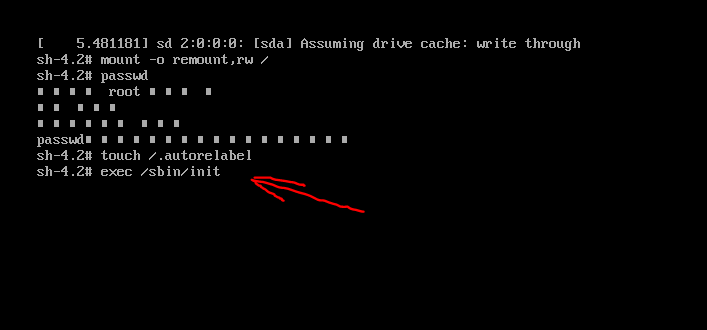 [    5.481181] sd 2:0:0:0: [sda] Assuming drive cache: write through
sh-4.2# mount -o remount,rw /
sh-4.2# passwd
root
passwd
sh-4.2# touch /.autorelabel
sh-4.2# exec /sbin/init